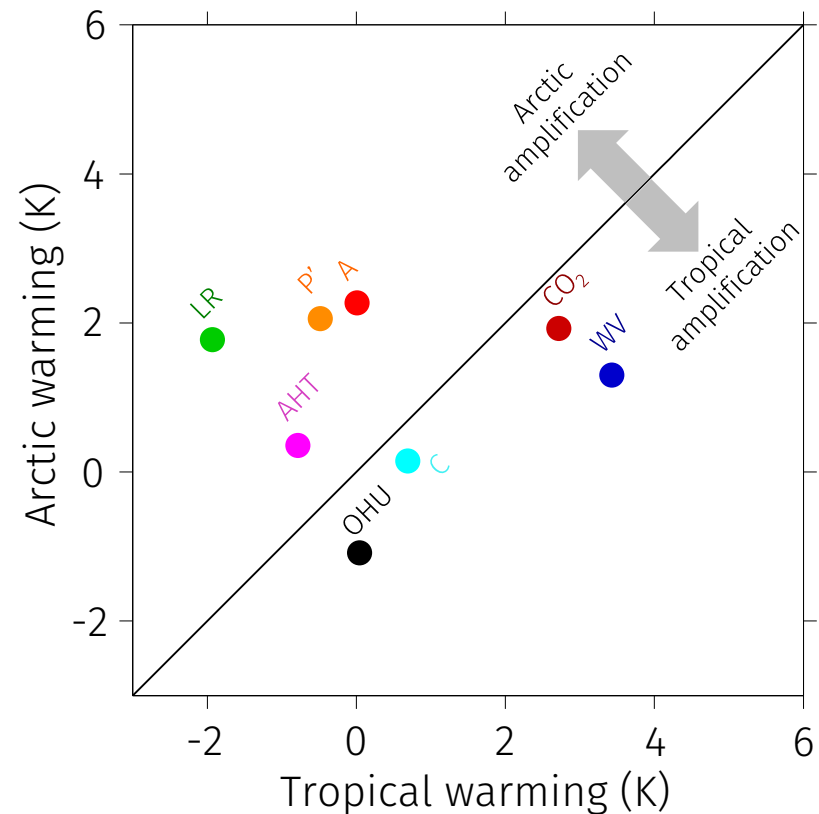 6
4
2
0
-2
Arctic warming (K)
Arctic
amplification
Tropical
amplification
LR
P’
A
CO₂
WV
AHT
C
OHU
-2
0
2
4
6
Tropical warming (K)